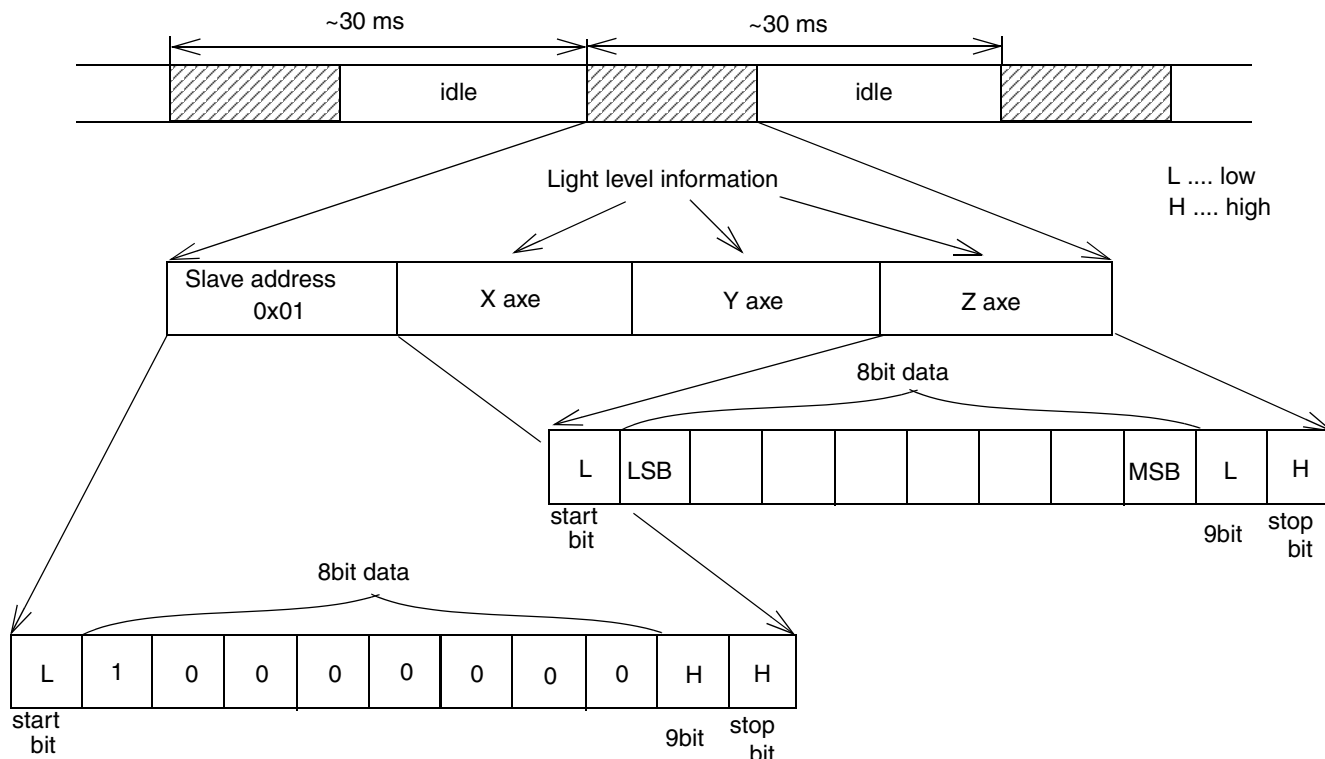 ~30 ms ~30 ms
idle idle
Light level information
L .... low
H .... high
Slave address
0x01
X axe Y axe Z axe
8bit data
L LSB MSB L H
start
bit
9bit
stop
bit
8bit data
L 1 0 0 0 0 0 0 0 H H
start
bit
9bit
stop
bit